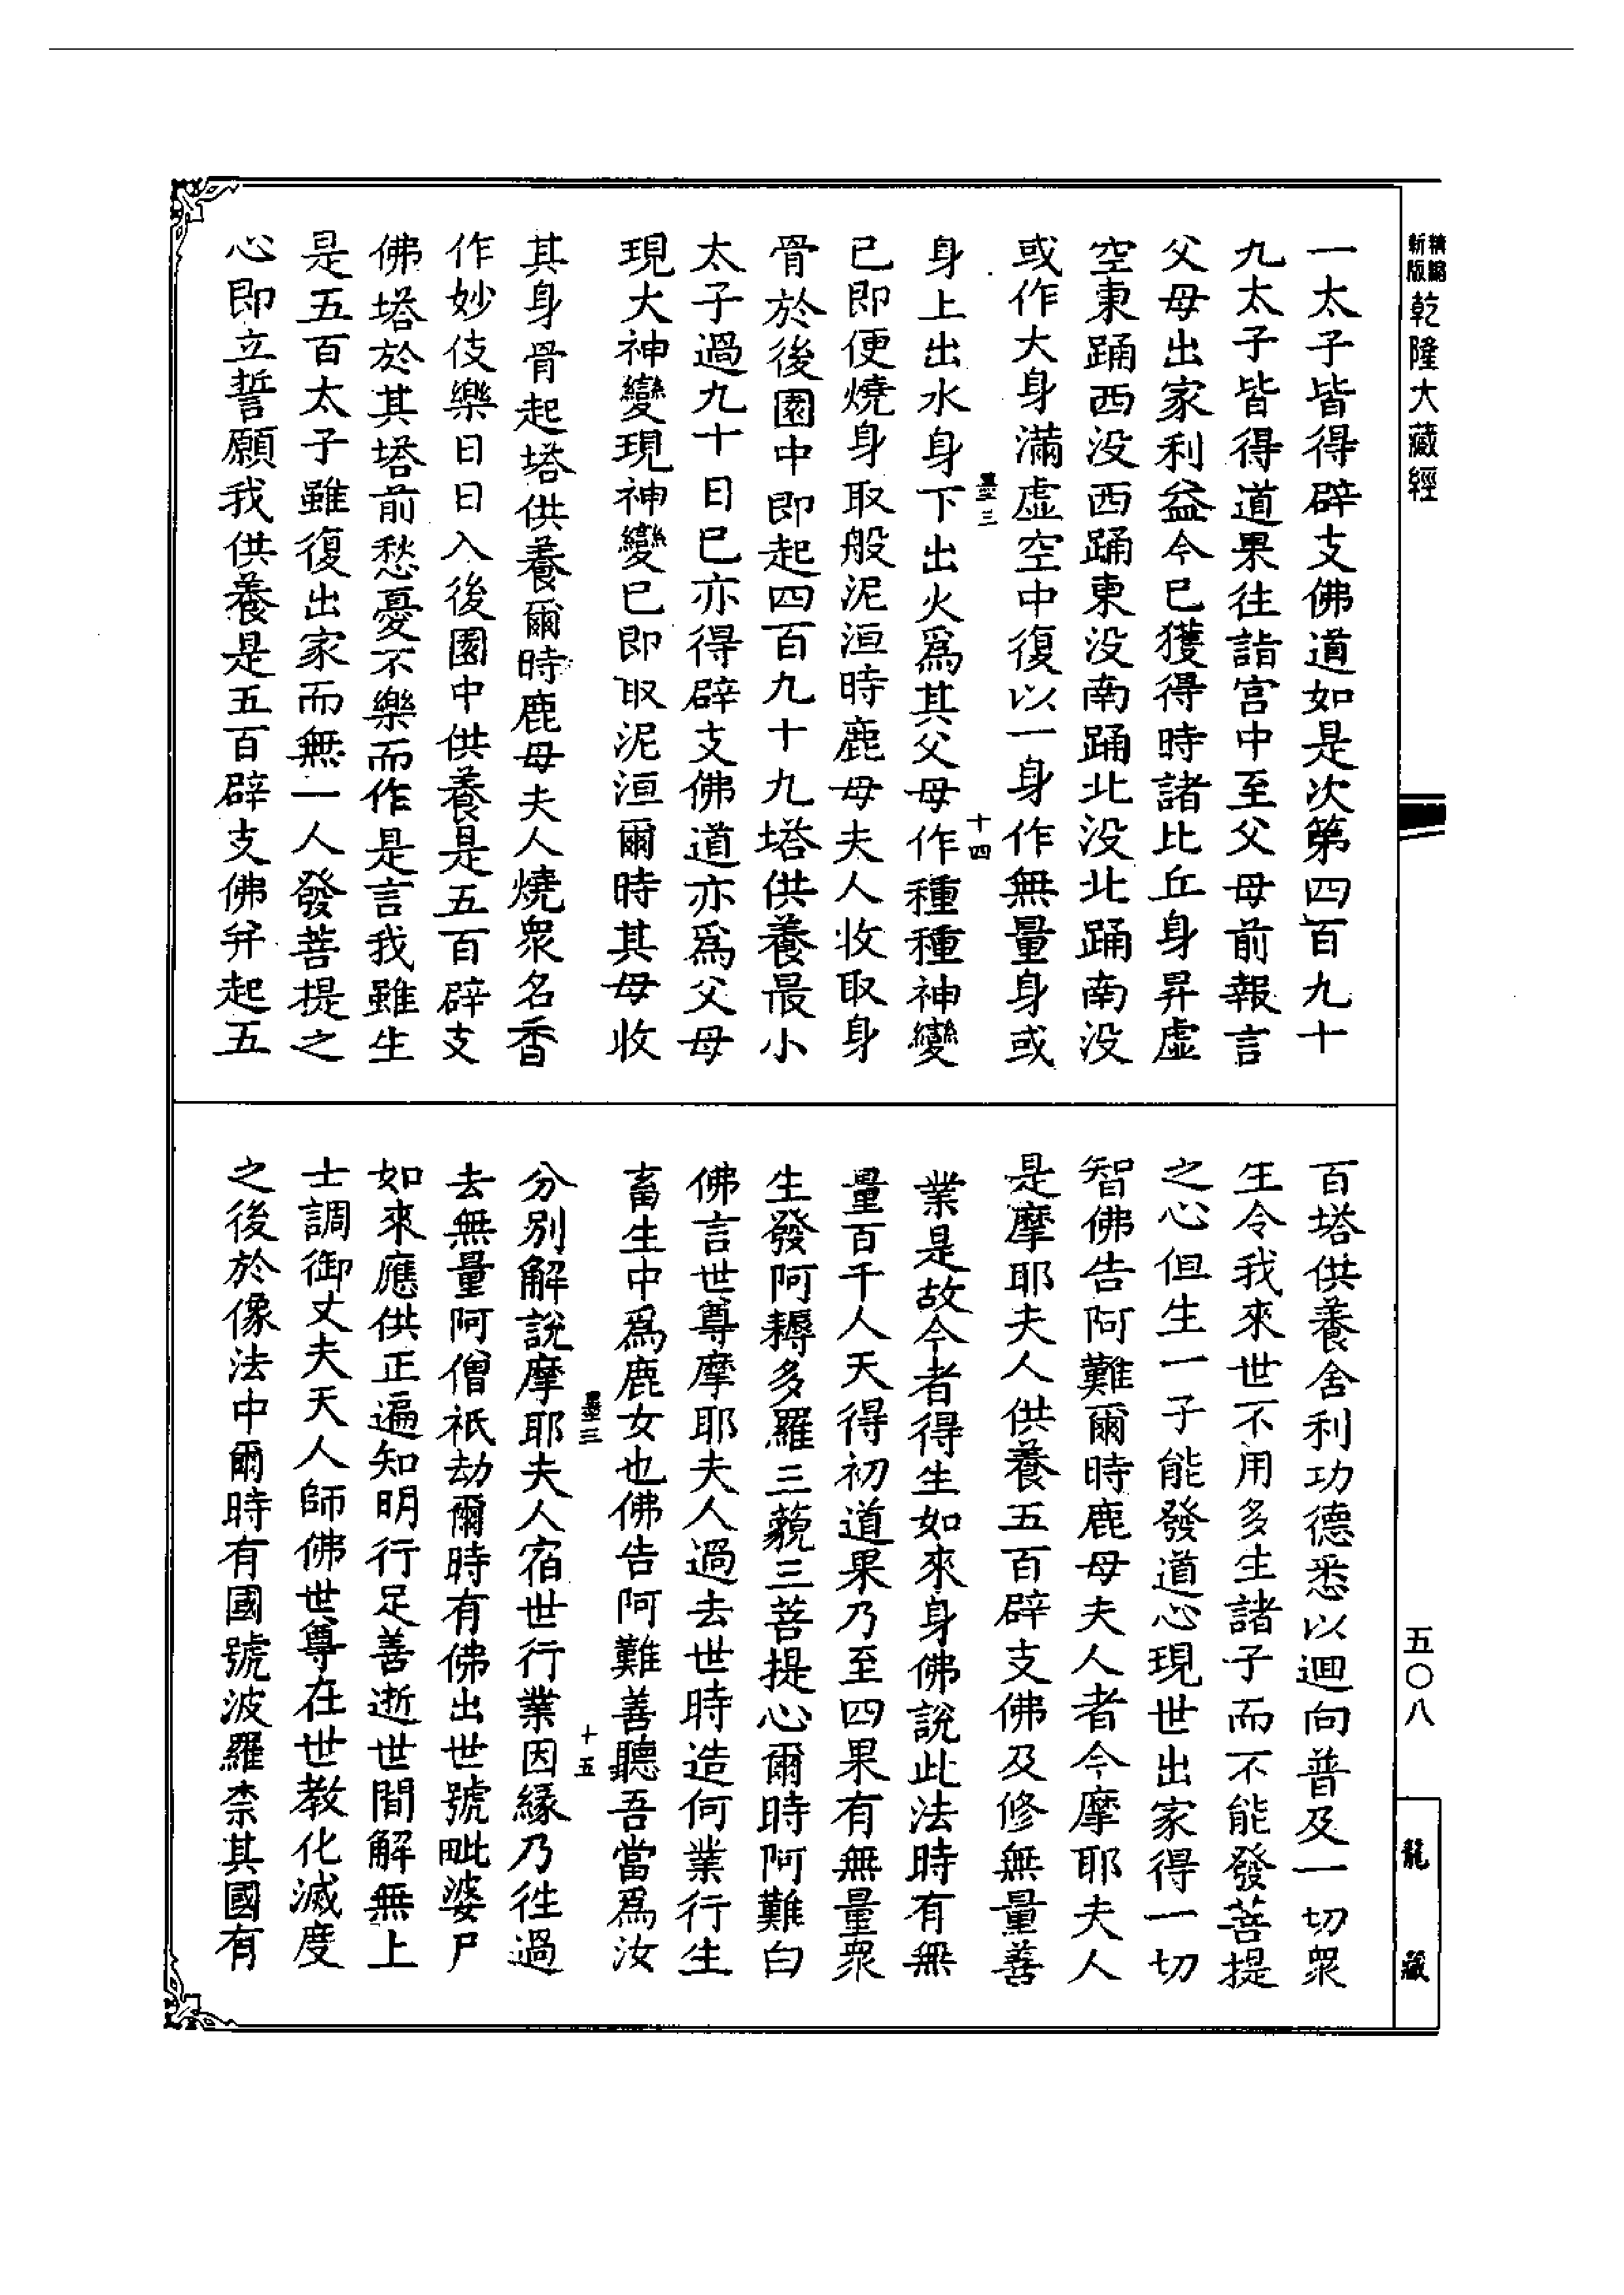 精縮新版乾隆大藏經
一太子皆得辟支佛道如是次第四百九十
九太子皆得道果往詣宮中至父母前報言
父母出家利益今已獲得時諸比丘身昇虛
空東踊西没西踊東没南踊北没北踊南没
或作大身滿虛空中復以一身作無量身或
墨三
十四
身上出水身下出火爲其父母作種種神變
已即便燒身取般泥洹時鹿母夫人收取身
骨於後園中即起四百九十九塔供養最小
太子過九十日已亦得辟支佛道亦爲父母
現大神變現神變已即取泥洹爾時其母收
其身骨起塔供養爾時鹿母夫人燒衆名香
作妙伎樂日日入後園中供養是五百辟支
佛塔於其塔前愁憂不樂而作是言我雖生
是五百太子雖復出家而無一人發菩提之
心即立誓願我供養是五百辟支佛并起五
百塔供養舍利功德悉以迴向普及一切衆
生令我來世不用多生諸子而不能發菩提
之心但生一子能發道心現世出家得一切
智佛告阿難爾時鹿母夫人者今摩耶夫人
是摩耶夫人供養五百辟支佛及修無量善
業是故今者得生如來身佛說此法時有無
量百千人天得初道果乃至四果有無量衆
生發阿耨多羅三藐三菩提心爾時阿難白
佛言世尊摩耶夫人過去世時造何業行生
畜生中爲鹿女也佛告阿難善聽吾當爲汝
墨三
十五
分別解說摩耶夫人宿世行業因緣乃徃過
去無量阿僧祇劫爾時有佛出世號毗婆尸
如來應供正遍知明行足善逝世間解無上
士調御丈夫天人師佛世尊在世教化滅度
之後於像法中爾時有國號波羅柰其國有
五〇八
龍藏